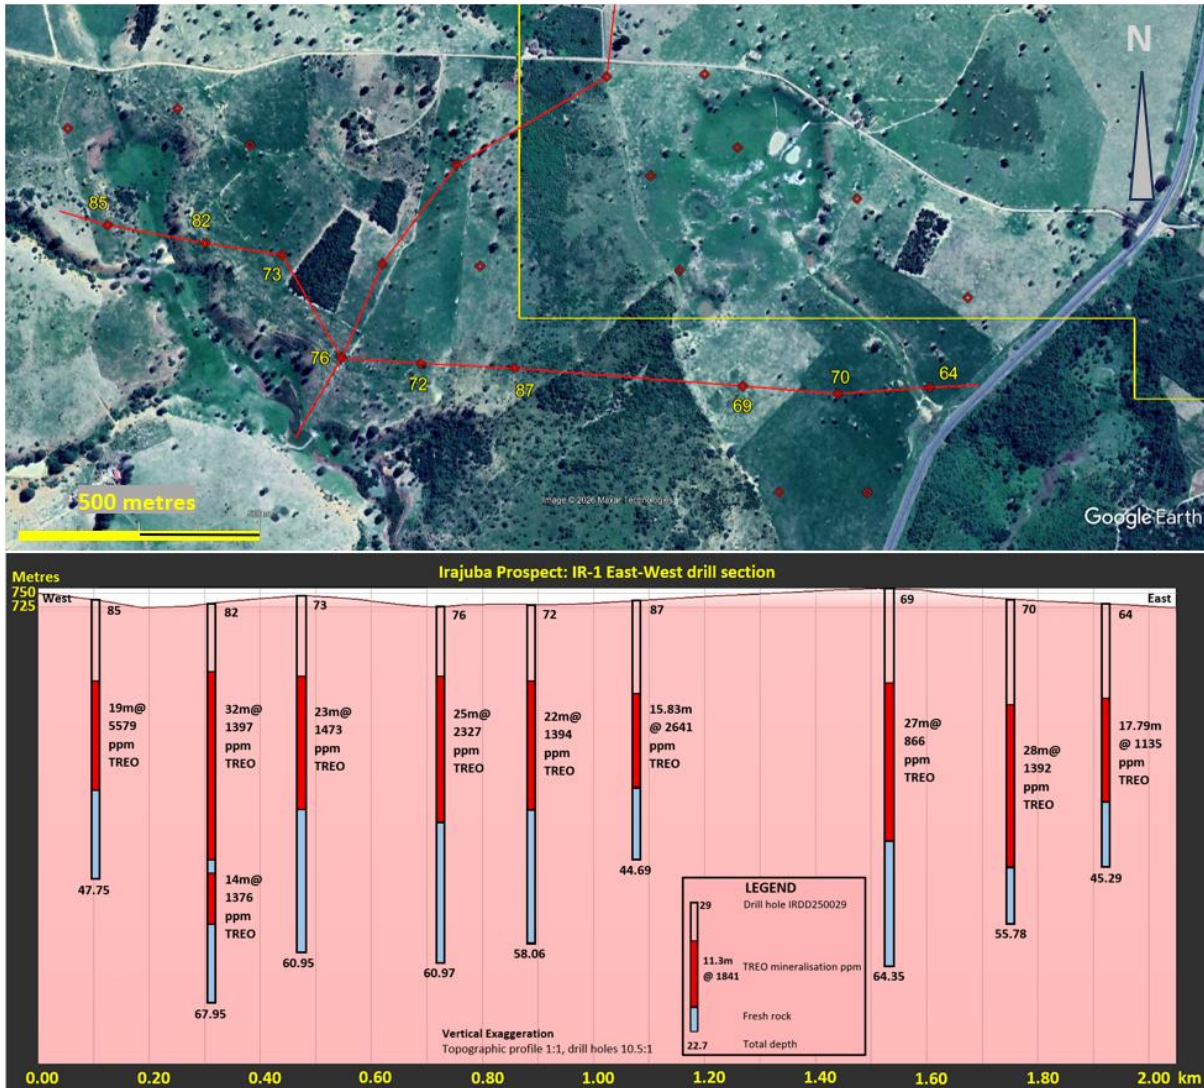 N
85
82
73
76
72
87
69
70
64
500 metres
Image © 2026 Maxar Technologies
Google Earth
Irajuba Prospect: IR-1 East-West drill section
Metres
750
725
West
East
85
82
73
76
72
87
69
70
64
19m@
5579
ppm
TREO
47.75
32m@
1397
ppm
TREO
14m@
1376
ppm
TREO
67.95
23m@
1473
ppm
TREO
60.95
25m@
2327
ppm
TREO
60.97
22m@
1394
ppm
TREO
58.06
15.83m
@ 2641
ppm
TREO
44.69
27m@
866
ppm
TREO
64.35
28m@
1392
ppm
TREO
55.78
17.79m
@ 1135
ppm
TREO
45.29
LEGEND
29
Drill hole IRDD250029
11.3m
@ 1841
TREO mineralisation ppm
Fresh rock
22.7
Total depth
Vertical Exaggeration
Topographic profile 1:1, drill holes 10.5:1
0.00 0.20 0.40 0.60 0.80 1.00 1.20 1.40 1.60 1.80 2.00 km